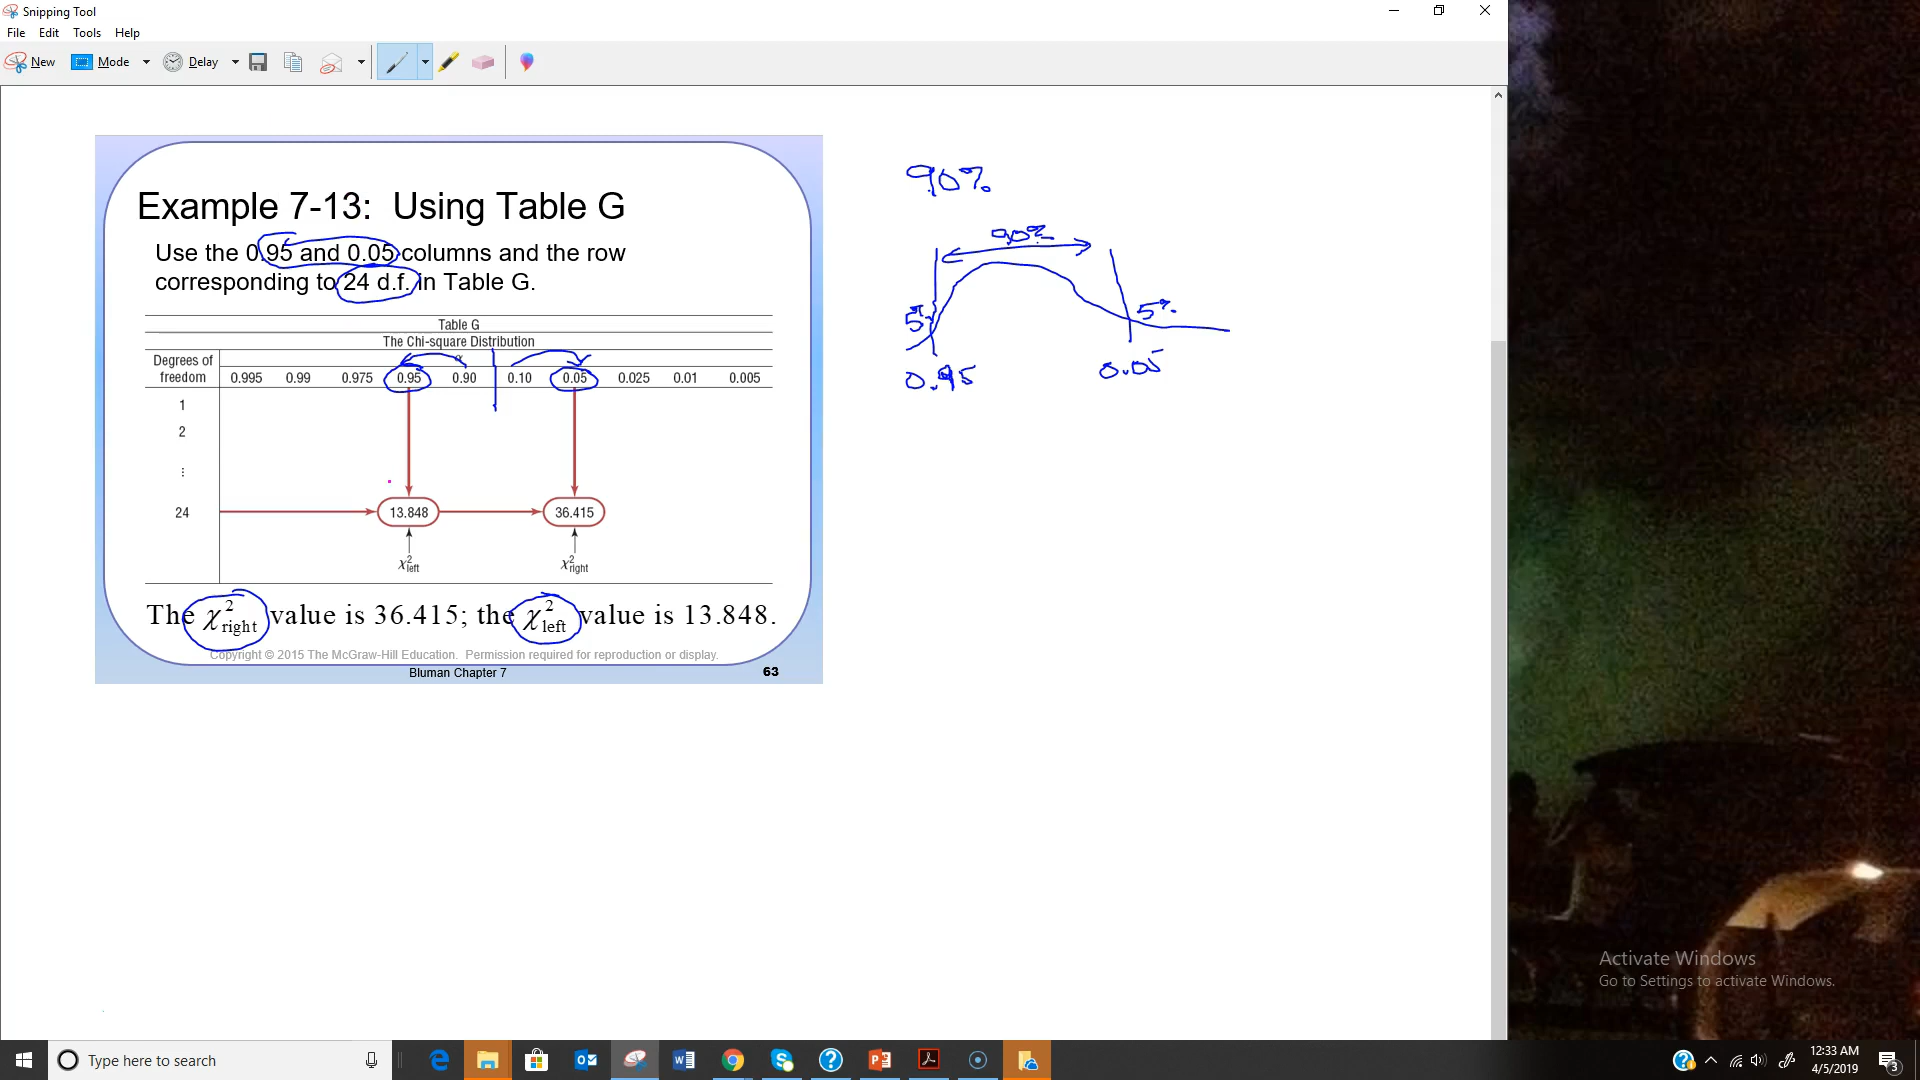 Snipping Tool
File Edit Tools Help
New Mode Delay
Example 7-13: Using Table G
Use the 0.95 and 0.05 columns and the row
corresponding to 24 d.f. in Table G.
Table G
The Chi-square Distribution
Degrees of
freedom
α
0.995 0.99 0.975 0.95 0.90 0.10 0.05 0.025 0.01 0.005
1
2
⋮
24 13.848 36.415
χ²left χ²right
The χ²right value is 36.415; the χ²left value is 13.848.
Copyright © 2015 The McGraw-Hill Education. Permission required for reproduction or display.
Bluman Chapter 7 63
90%
90%
5% 5%
0.95 0.05
Activate Windows
Go to Settings to activate Windows.
Type here to search
12:33 AM
4/5/2019
3